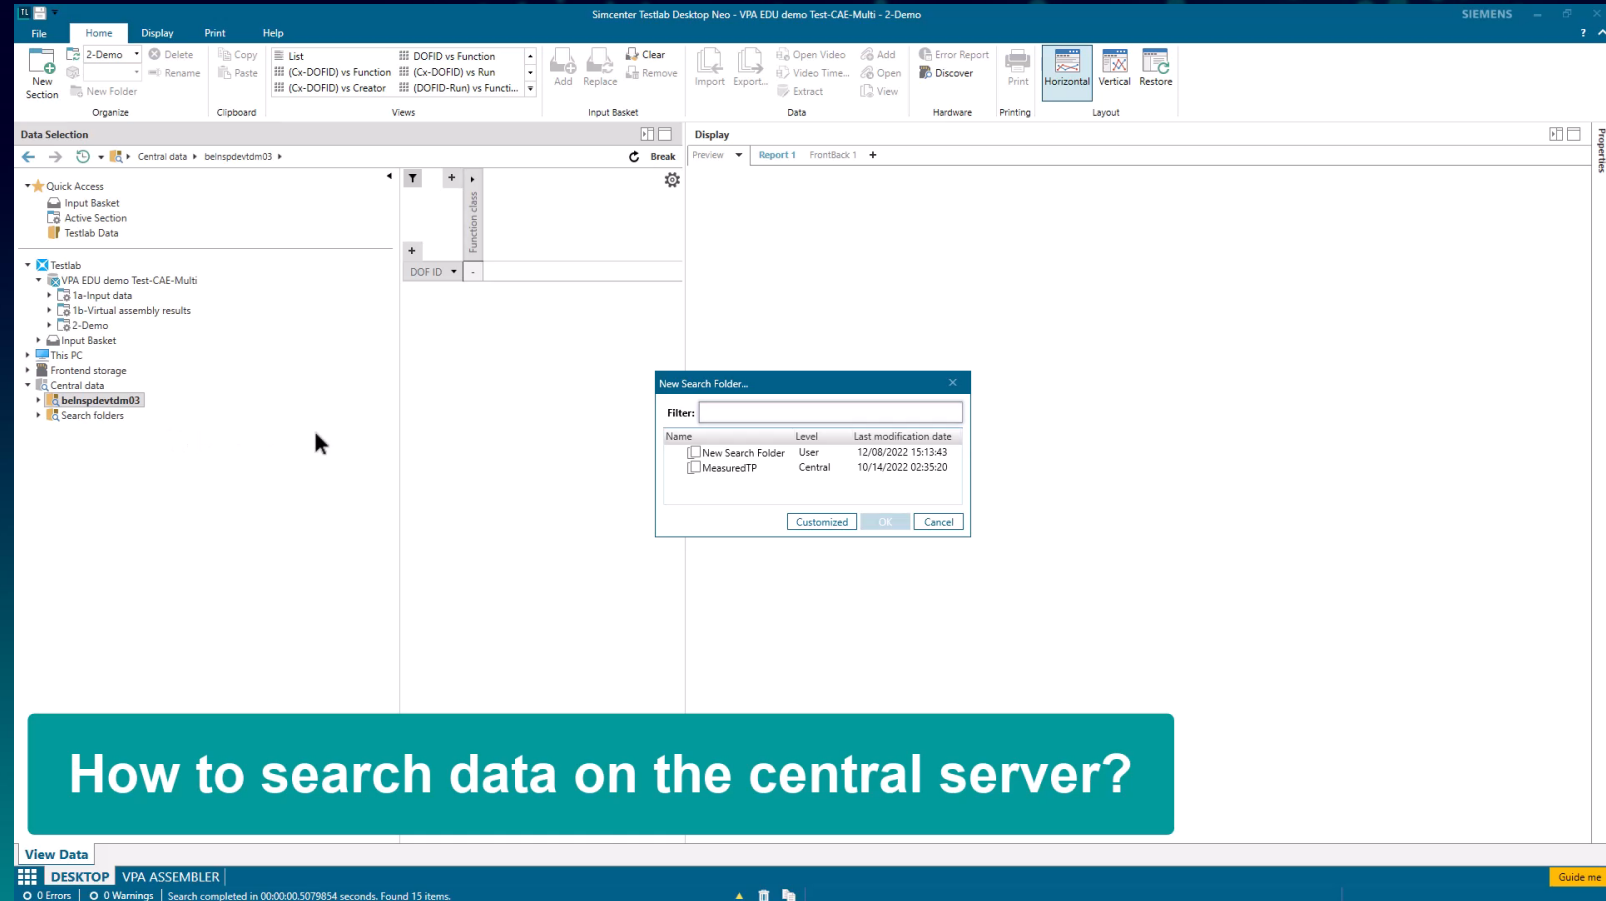 TL
Simcenter Testlab Desktop Neo - VPA EDU demo Test-CAE-Multi - 2-Demo
SIEMENS
File Home Display Print Help
?
New Section
2-Demo
Delete
Rename
New Folder
Organize
Copy
Paste
Clipboard
List
(Cx-DOFID) vs Function
(Cx-DOFID) vs Creator
DOFID vs Function
(Cx-DOFID) vs Run
(DOFID-Run) vs Functi...
Views
Add
Replace
Clear
Remove
Input Basket
Import
Export...
Open Video
Video Time...
Extract
Add
Open
View
Data
Error Report
Discover
Hardware
Print
Printing
Horizontal
Vertical
Restore
Layout
Data Selection
Central data
belnspdevtdm03
Break
Quick Access
Input Basket
Active Section
Testlab Data
Testlab
VPA EDU demo Test-CAE-Multi
1a-Input data
1b-Virtual assembly results
2-Demo
Input Basket
This PC
Frontend storage
Central data
belnspdevtdm03
Search folders
+
Function class
+
DOF ID
-
Display
Preview
Report 1
FrontBack 1
+
Properties
New Search Folder...
Filter:
Name Level Last modification date
New Search Folder User 12/08/2022 15:13:43
MeasuredTP Central 10/14/2022 02:35:20
Customized OK Cancel
How to search data on the central server?
View Data
DESKTOP VPA ASSEMBLER
Guide me
0 Errors 0 Warnings Search completed in 00:00:00.5079854 seconds. Found 15 items.